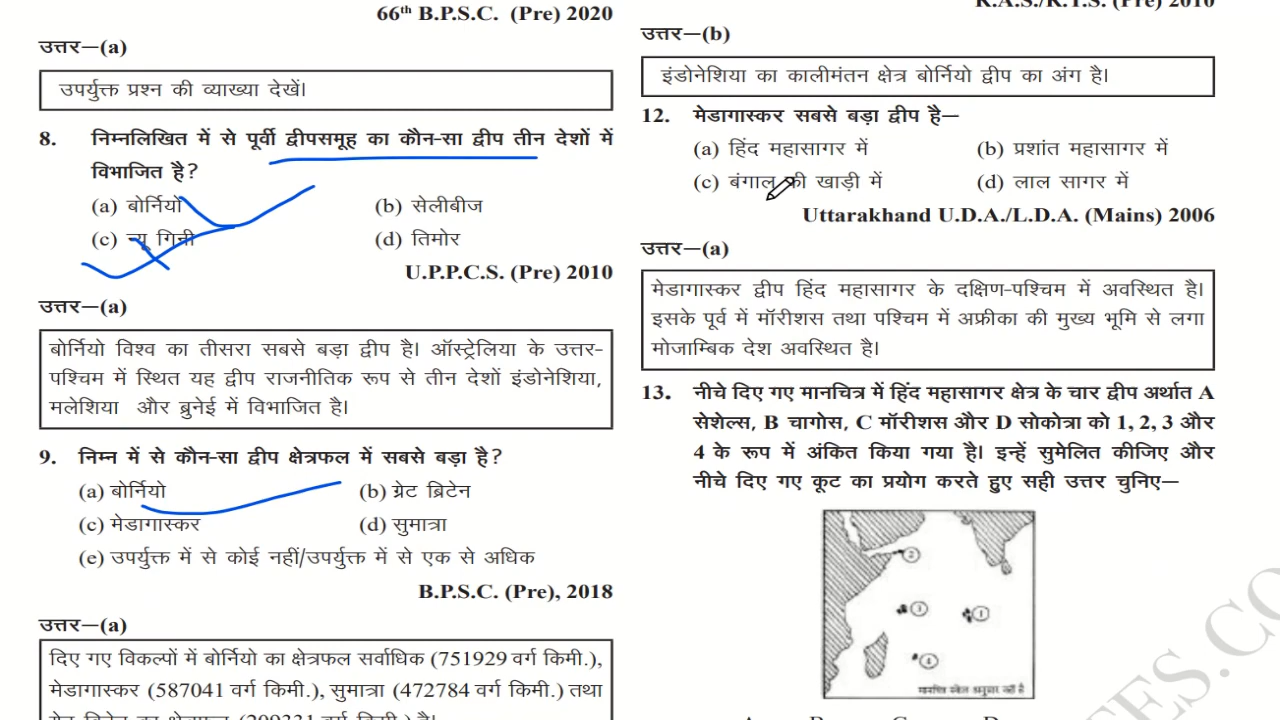 66th B.P.S.C. (Pre) 2020
उत्तर–(a)
उपर्युक्त प्रश्न की व्याख्या देखें।
8. निम्नलिखित में से पूर्वी द्वीपसमूह का कौन-सा द्वीप तीन देशों में
विभाजित है?
(a) बोर्नियो (b) सेलीबीज
(c) न्यू गिनी (d) तिमोर
U.P.P.C.S. (Pre) 2010
उत्तर–(a)
बोर्नियो विश्व का तीसरा सबसे बड़ा द्वीप है। ऑस्ट्रेलिया के उत्तर-
पश्चिम में स्थित यह द्वीप राजनीतिक रूप से तीन देशों इंडोनेशिया,
मलेशिया और ब्रुनेई में विभाजित है।
9. निम्न में से कौन-सा द्वीप क्षेत्रफल में सबसे बड़ा है?
(a) बोर्नियो (b) ग्रेट ब्रिटेन
(c) मेडागास्कर (d) सुमात्रा
(e) उपर्युक्त में से कोई नहीं/उपर्युक्त में से एक से अधिक
B.P.S.C. (Pre), 2018
उत्तर–(a)
दिए गए विकल्पों में बोर्नियो का क्षेत्रफल सर्वाधिक (751929 वर्ग किमी.),
मेडागास्कर (587041 वर्ग किमी.), सुमात्रा (472784 वर्ग किमी.) तथा
K.A.S./R.T.S. (Pre) 2010
उत्तर–(b)
इंडोनेशिया का कालीमंतन क्षेत्र बोर्नियो द्वीप का अंग है।
12. मेडागास्कर सबसे बड़ा द्वीप है–
(a) हिंद महासागर में (b) प्रशांत महासागर में
(c) बंगाल की खाड़ी में (d) लाल सागर में
Uttarakhand U.D.A./L.D.A. (Mains) 2006
उत्तर–(a)
मेडागास्कर द्वीप हिंद महासागर के दक्षिण-पश्चिम में अवस्थित है।
इसके पूर्व में मॉरीशस तथा पश्चिम में अफ्रीका की मुख्य भूमि से लगा
मोजाम्बिक देश अवस्थित है।
13. नीचे दिए गए मानचित्र में हिंद महासागर क्षेत्र के चार द्वीप अर्थात A
सेशेल्स, B चागोस, C मॉरीशस और D सोकोत्रा को 1, 2, 3 और
4 के रूप में अंकित किया गया है। इन्हें सुमेलित कीजिए और
नीचे दिए गए कूट का प्रयोग करते हुए सही उत्तर चुनिए–
2
3
1
4
मानचित्र स्केल अनुसार नहीं है
A B C D